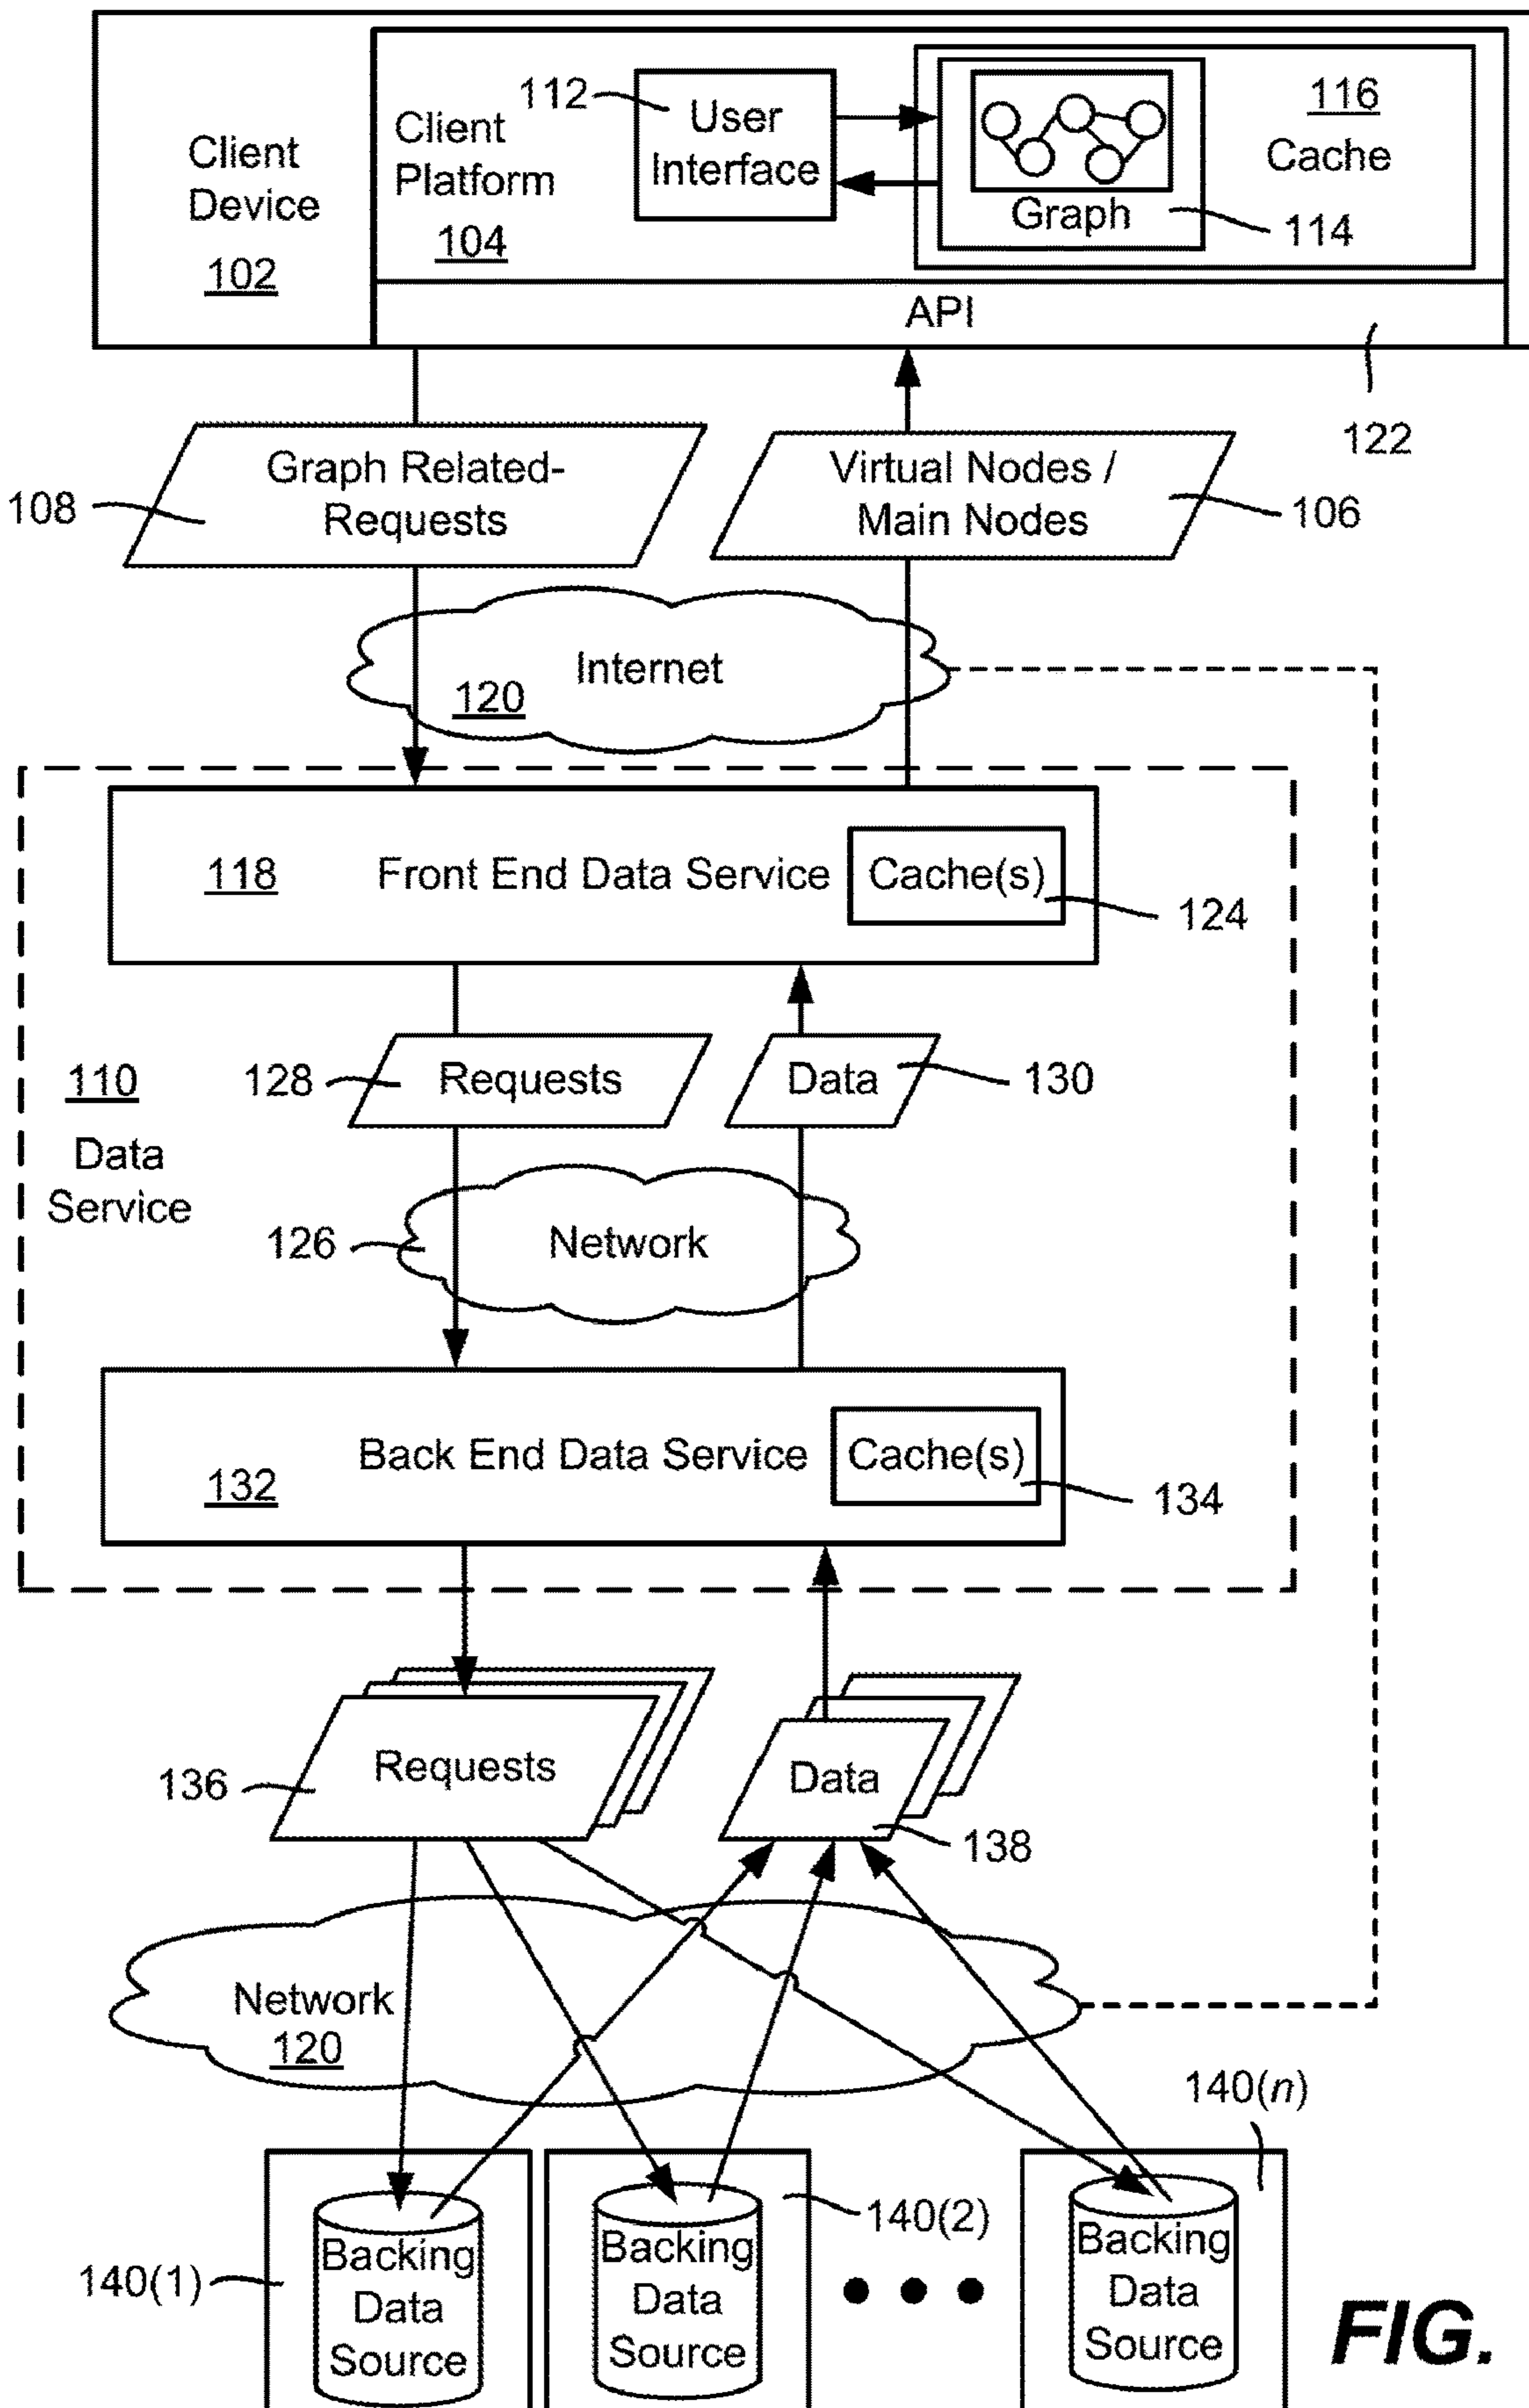 Client
Device
102
Client
Platform
104
112
User
Interface
Graph
114
116
Cache
API
122
108
Graph Related-
Requests
Virtual Nodes /
Main Nodes
106
Internet
120
118
Front End Data Service
Cache(s)
124
110
Data
Service
128
Requests
Data
130
126
Network
132
Back End Data Service
Cache(s)
134
136
Requests
Data
138
Network
120
140(n)
140(1)
Backing
Data
Source
Backing
Data
Source
140(2)
Backing
Data
Source
FIG.